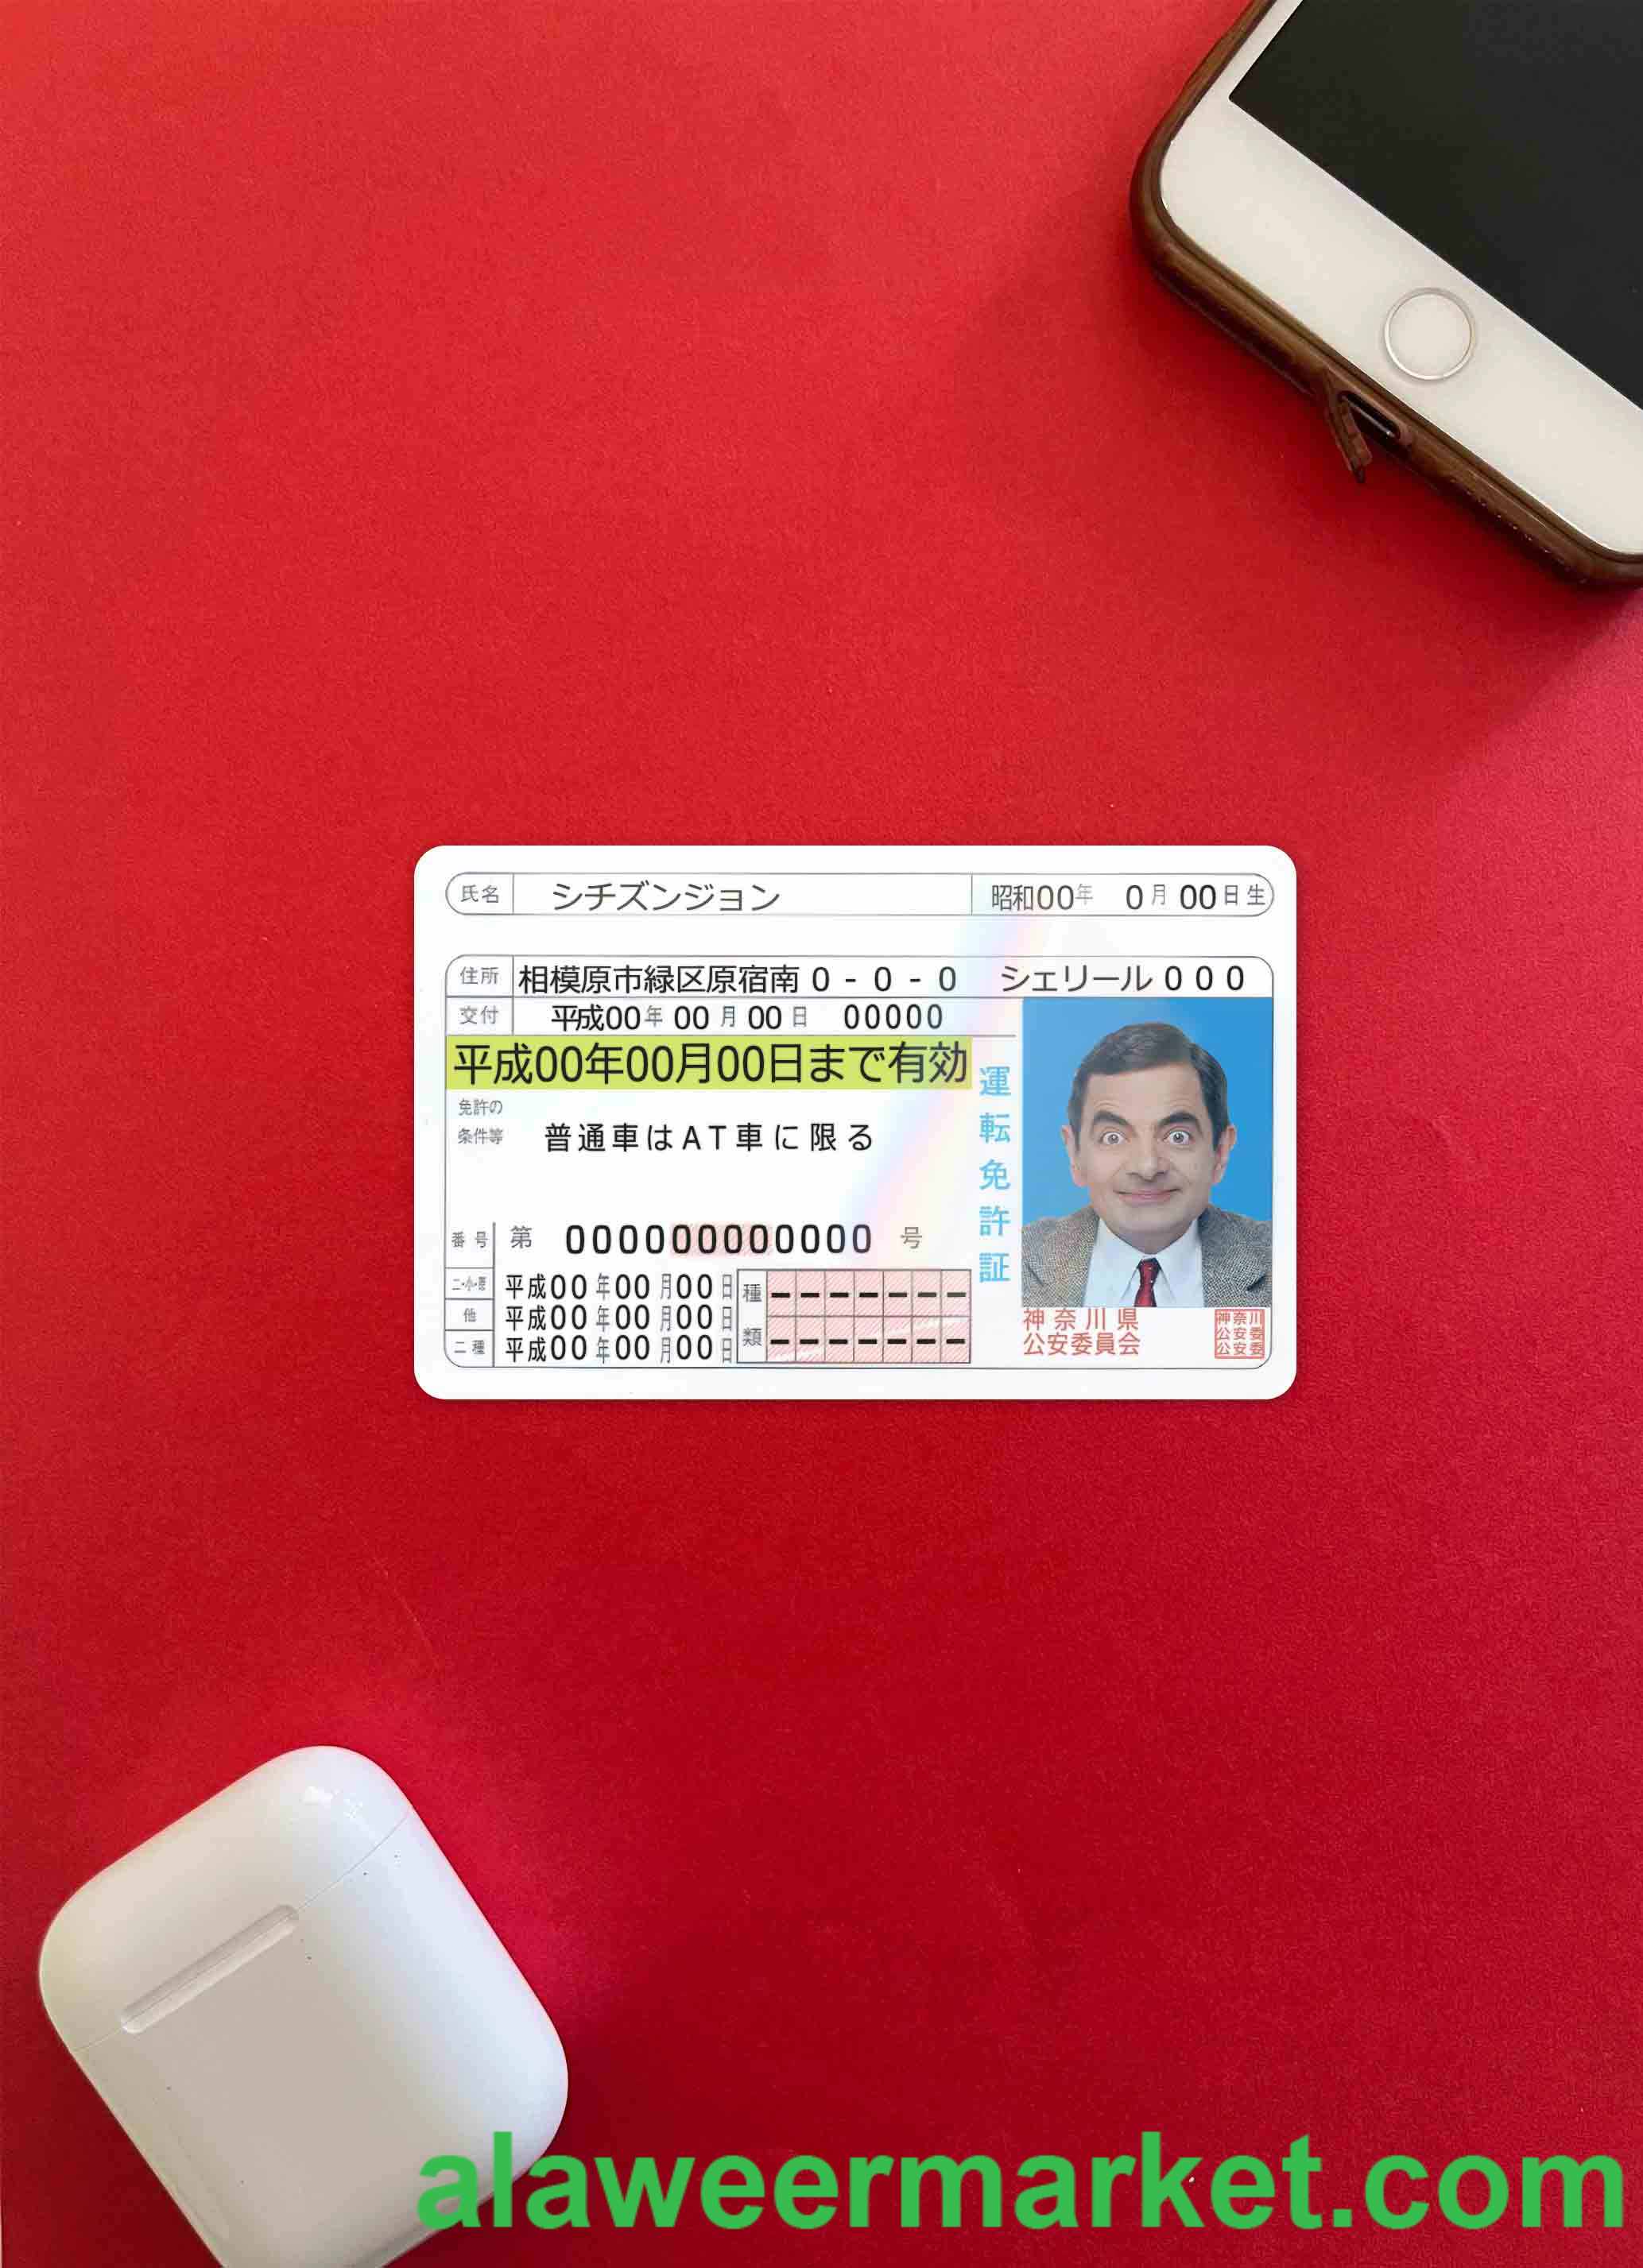 氏名 シチズンジョン 昭和00年 0月00日生
住所 相模原市緑区原宿南0-0-0 シェリール000
交付 平成00年00月00日 00000
平成00年00月00日まで有効
免許の
条件等
普通車はAT車に限る
運転免許証
番号 第 000000000000 号
二・小・原 平成00年00月00日
他 平成00年00月00日
二種 平成00年00月00日
種類
神奈川県
公安委員会
神奈川
公安委
公安委
alaweermarket.com